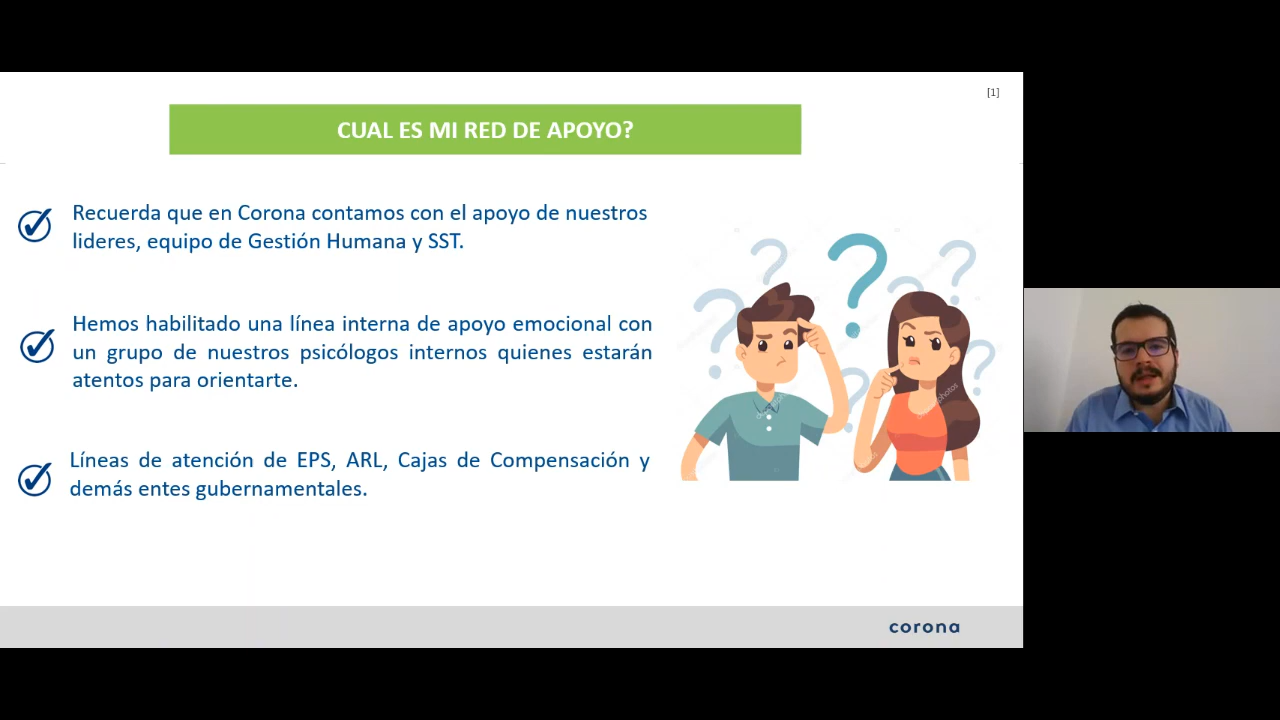 [1]
CUAL ES MI RED DE APOYO?
Recuerda que en Corona contamos con el apoyo de nuestros
lideres, equipo de Gestión Humana y SST.
Hemos habilitado una línea interna de apoyo emocional con
un grupo de nuestros psicólogos internos quienes estarán
atentos para orientarte.
Líneas de atención de EPS, ARL, Cajas de Compensación y
demás entes gubernamentales.
corona